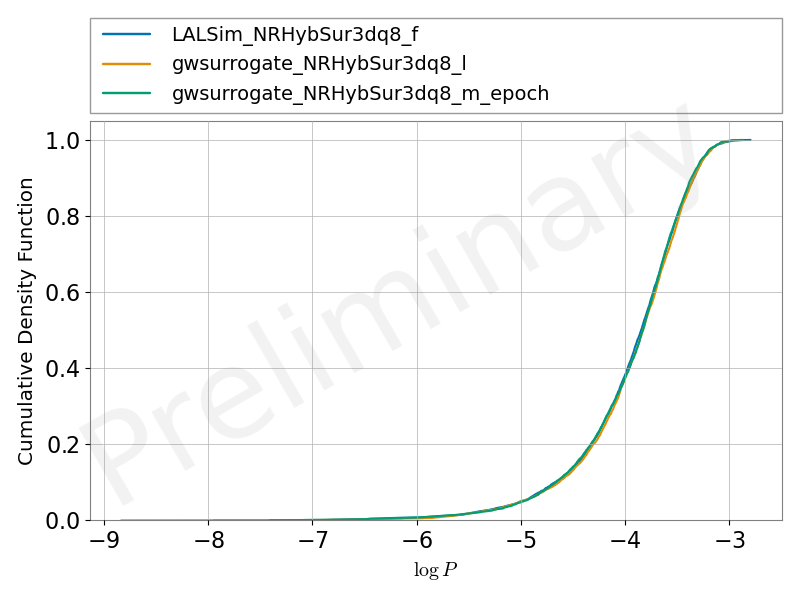 LALSim_NRHybSur3dq8_f
gwsurrogate_NRHybSur3dq8_l
gwsurrogate_NRHybSur3dq8_m_epoch
Preliminary
Cumulative Density Function
1.0
0.8
0.6
0.4
0.2
0.0
−9 −8 −7 −6 −5 −4 −3
log P